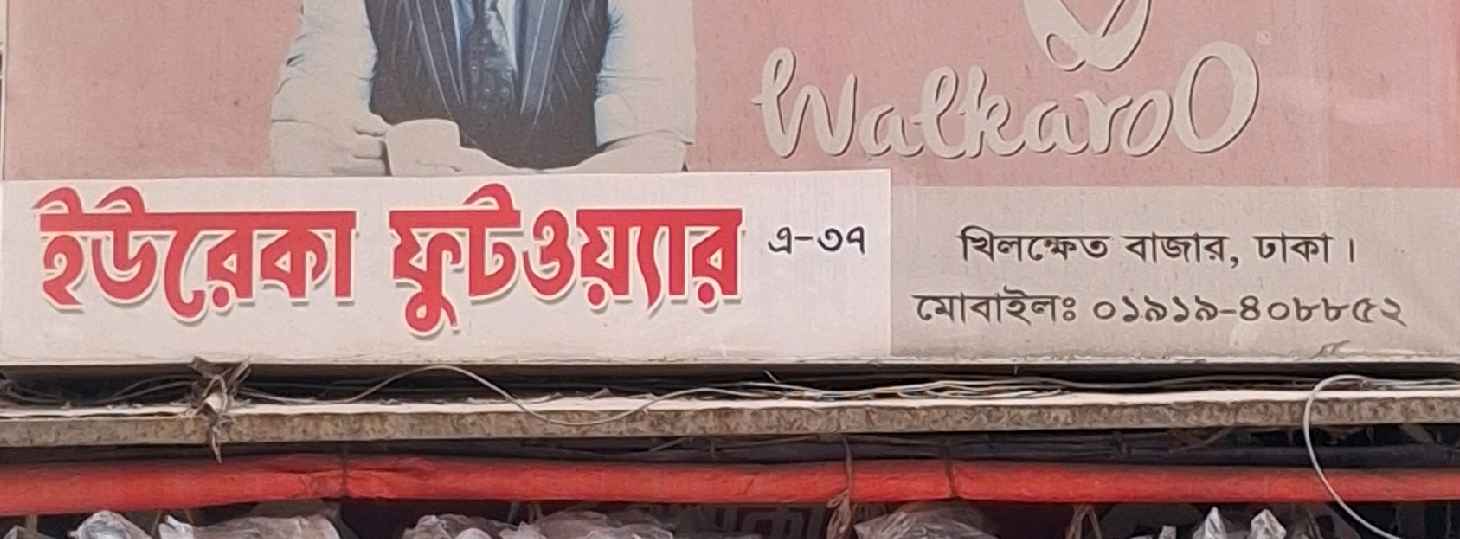 Walkaroo
ইউরেকা ফুটওয়্যার এ-৩৭
খিলক্ষেত বাজার, ঢাকা।
মোবাইলঃ ০১৯১৯-৪০৮৮৫২